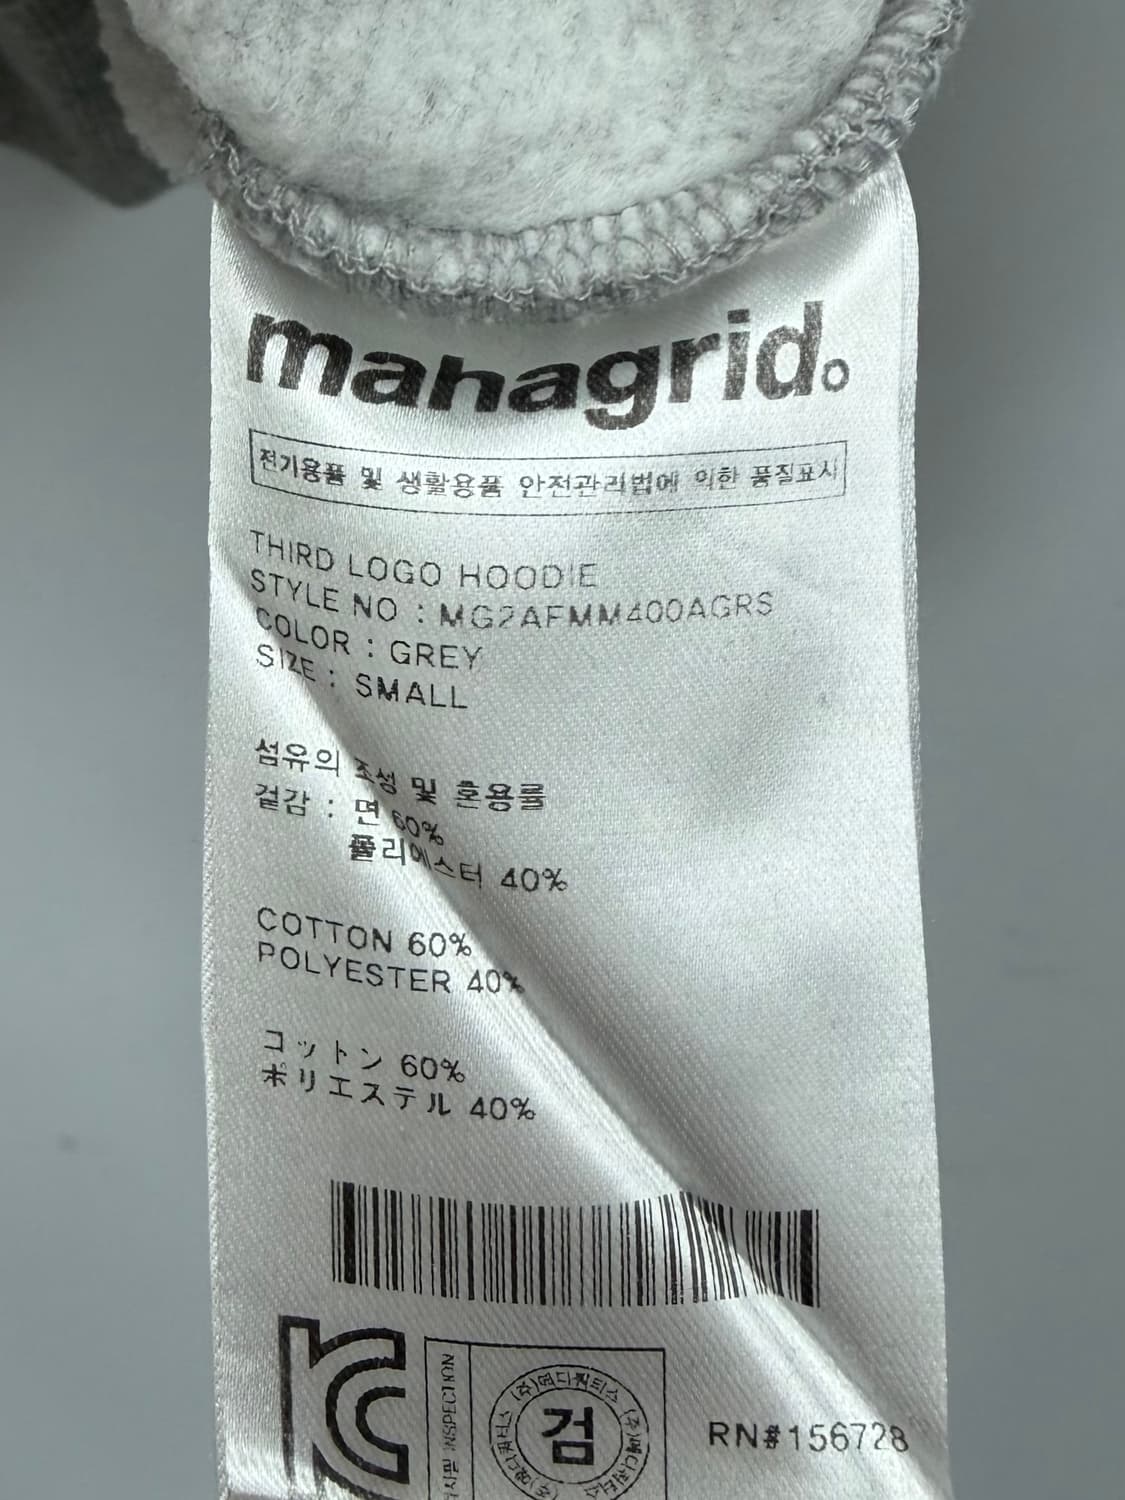 mahagrid.
전기용품 및 생활용품 안전관리법에 의한 품질표시
THIRD LOGO HOODIE
STYLE NO : MG2AFMM400AGRS
COLOR : GREY
SIZE : SMALL
섬유의 조성 및 혼용률
겉감 : 면 60%
폴리에스터 40%
COTTON 60%
POLYESTER 40%
コットン 60%
ポリエステル 40%
KC
INSPECTION
검
RN#156728